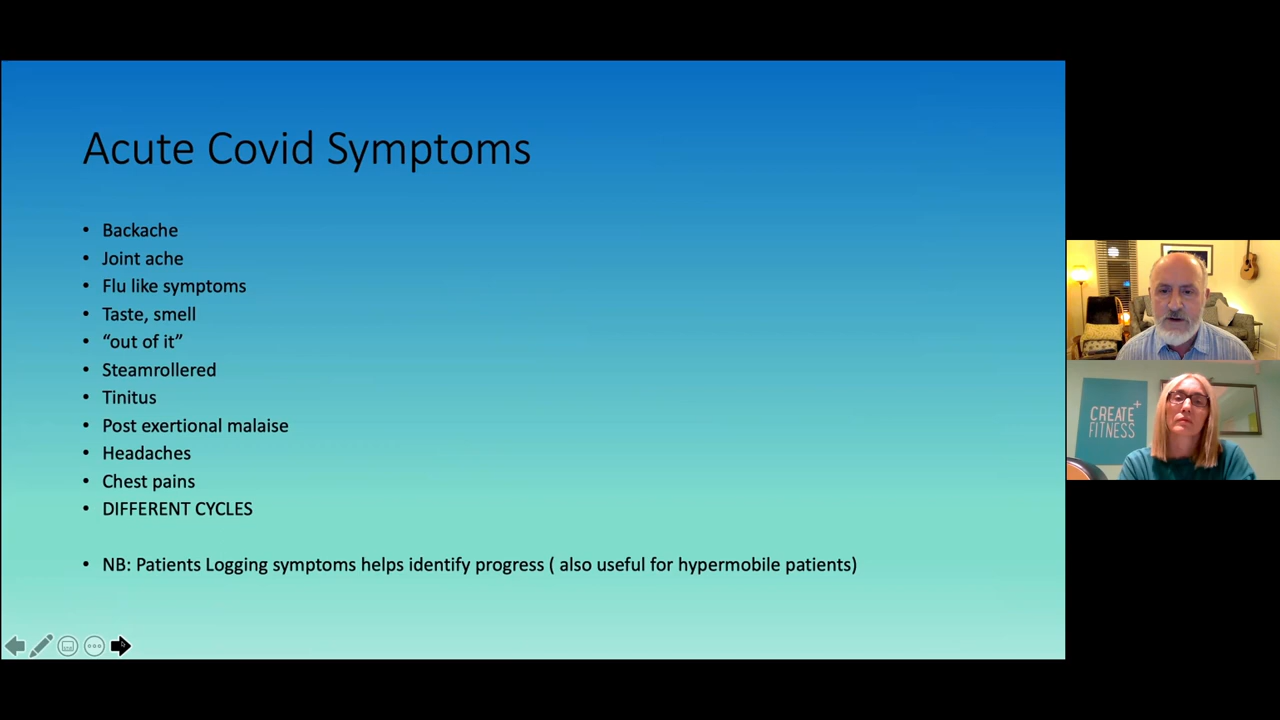 Acute Covid Symptoms
• Backache
• Joint ache
• Flu like symptoms
• Taste, smell
• “out of it”
• Steamrollered
• Tinitus
• Post exertional malaise
• Headaches
• Chest pains
• DIFFERENT CYCLES
• NB: Patients Logging symptoms helps identify progress ( also useful for hypermobile patients)
CREATE+
FITNESS